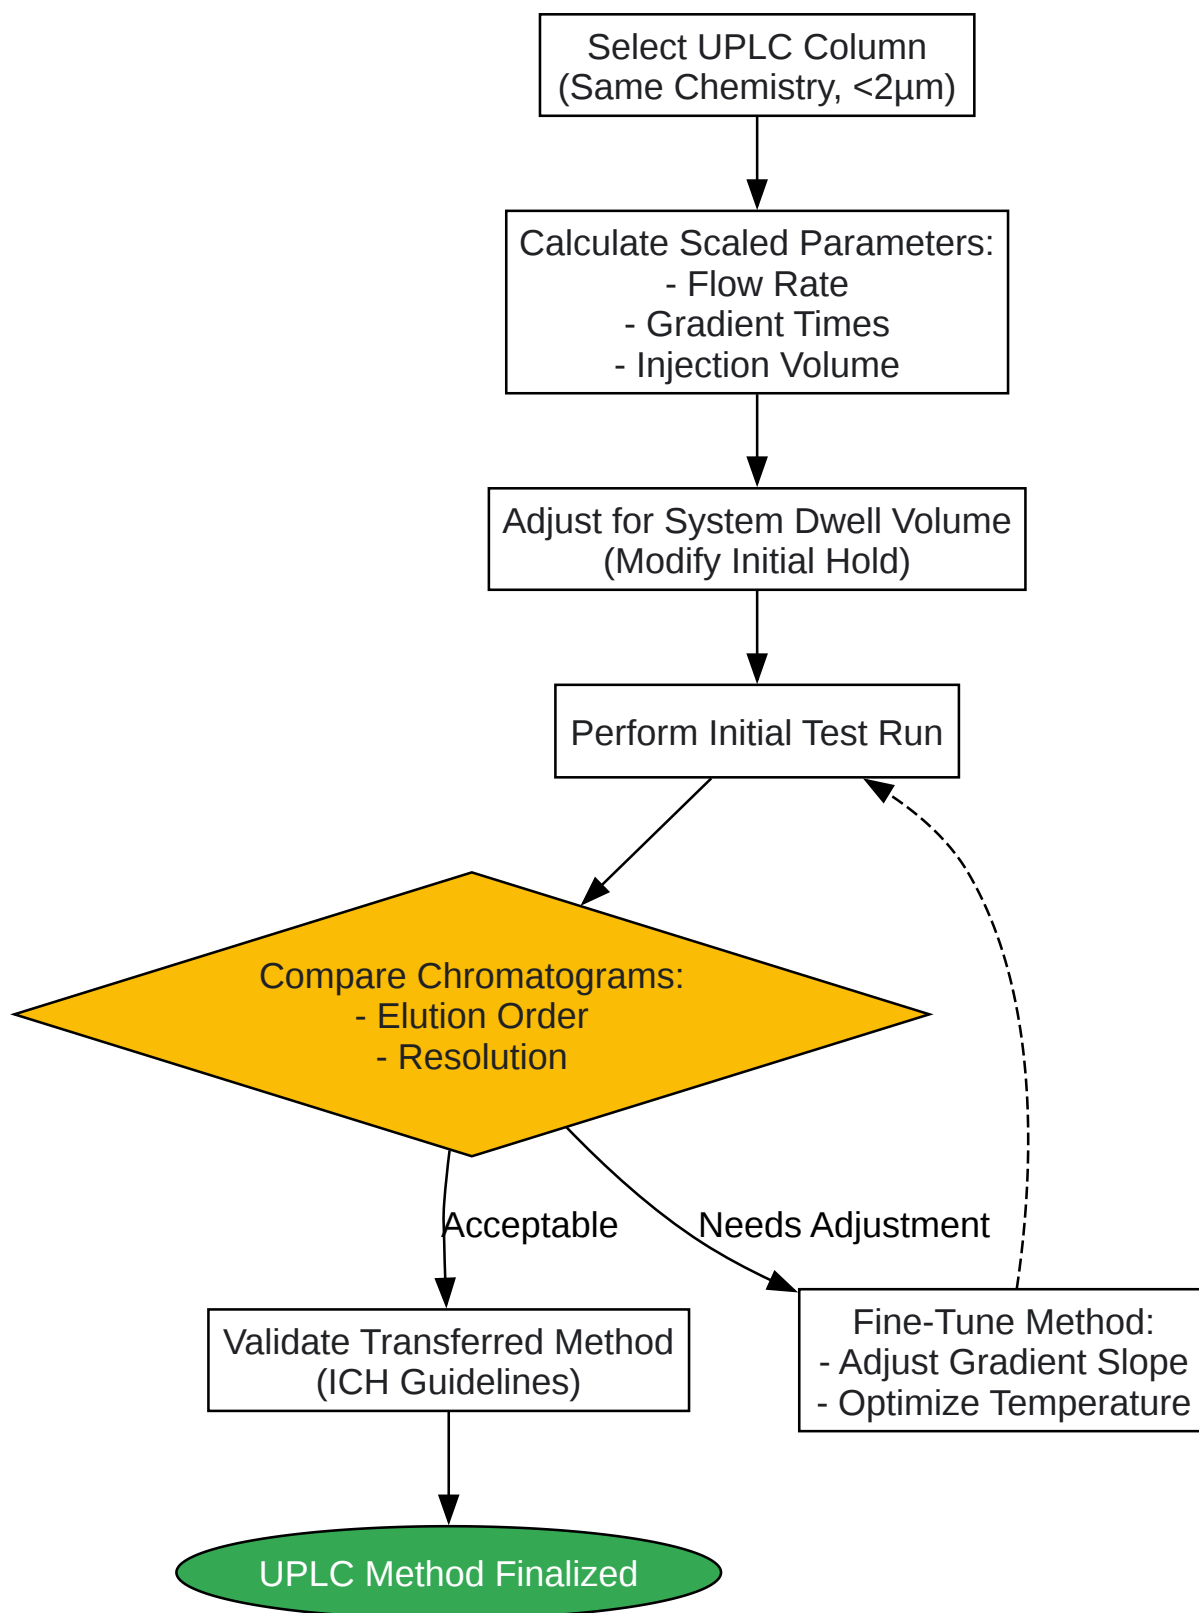 Select UPLC Column
(Same Chemistry, <2µm)
Calculate Scaled Parameters:
- Flow Rate
- Gradient Times
- Injection Volume
Adjust for System Dwell Volume
(Modify Initial Hold)
Perform Initial Test Run
Compare Chromatograms:
- Elution Order
- Resolution
Acceptable
Needs Adjustment
Validate Transferred Method
(ICH Guidelines)
Fine-Tune Method:
- Adjust Gradient Slope
- Optimize Temperature
UPLC Method Finalized